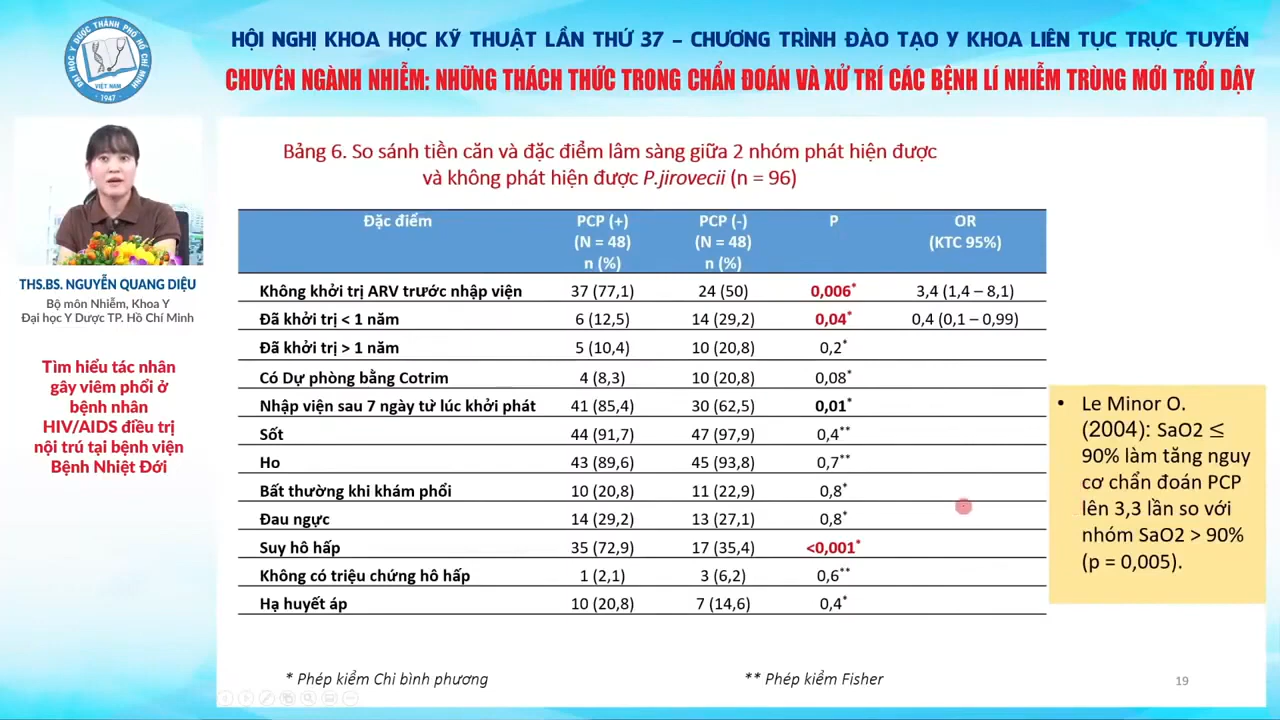 ĐẠI HỌC Y DƯỢC THÀNH PHỐ HỒ CHÍ MINH
VIỆT NAM
1947
HỘI NGHỊ KHOA HỌC KỸ THUẬT LẦN THỨ 37 – CHƯƠNG TRÌNH ĐÀO TẠO Y KHOA LIÊN TỤC TRỰC TUYẾN
CHUYÊN NGÀNH NHIỄM: NHỮNG THÁCH THỨC TRONG CHẨN ĐOÁN VÀ XỬ TRÍ CÁC BỆNH LÍ NHIỄM TRÙNG MỚI TRỔI DẬY
THS.BS. NGUYỄN QUANG DIỆU
Bộ môn Nhiễm, Khoa Y
Đại học Y Dược TP. Hồ Chí Minh
Tìm hiểu tác nhân
gây viêm phổi ở
bệnh nhân
HIV/AIDS điều trị
nội trú tại bệnh viện
Bệnh Nhiệt Đới
Bảng 6. So sánh tiền căn và đặc điểm lâm sàng giữa 2 nhóm phát hiện được
và không phát hiện được P.jirovecii (n = 96)
Đặc điểm PCP (+) (N = 48) n (%) PCP (-) (N = 48) n (%) P OR (KTC 95%)
Không khởi trị ARV trước nhập viện 37 (77,1) 24 (50) 0,006* 3,4 (1,4 – 8,1)
Đã khởi trị < 1 năm 6 (12,5) 14 (29,2) 0,04* 0,4 (0,1 – 0,99)
Đã khởi trị > 1 năm 5 (10,4) 10 (20,8) 0,2*
Có Dự phòng bằng Cotrim 4 (8,3) 10 (20,8) 0,08*
Nhập viện sau 7 ngày từ lúc khởi phát 41 (85,4) 30 (62,5) 0,01*
Sốt 44 (91,7) 47 (97,9) 0,4**
Ho 43 (89,6) 45 (93,8) 0,7**
Bất thường khi khám phổi 10 (20,8) 11 (22,9) 0,8*
Đau ngực 14 (29,2) 13 (27,1) 0,8*
Suy hô hấp 35 (72,9) 17 (35,4) <0,001*
Không có triệu chứng hô hấp 1 (2,1) 3 (6,2) 0,6**
Hạ huyết áp 10 (20,8) 7 (14,6) 0,4*
• Le Minor O.
(2004): SaO2 ≤
90% làm tăng nguy
cơ chẩn đoán PCP
lên 3,3 lần so với
nhóm SaO2 > 90%
(p = 0,005).
* Phép kiểm Chi bình phương
** Phép kiểm Fisher
19